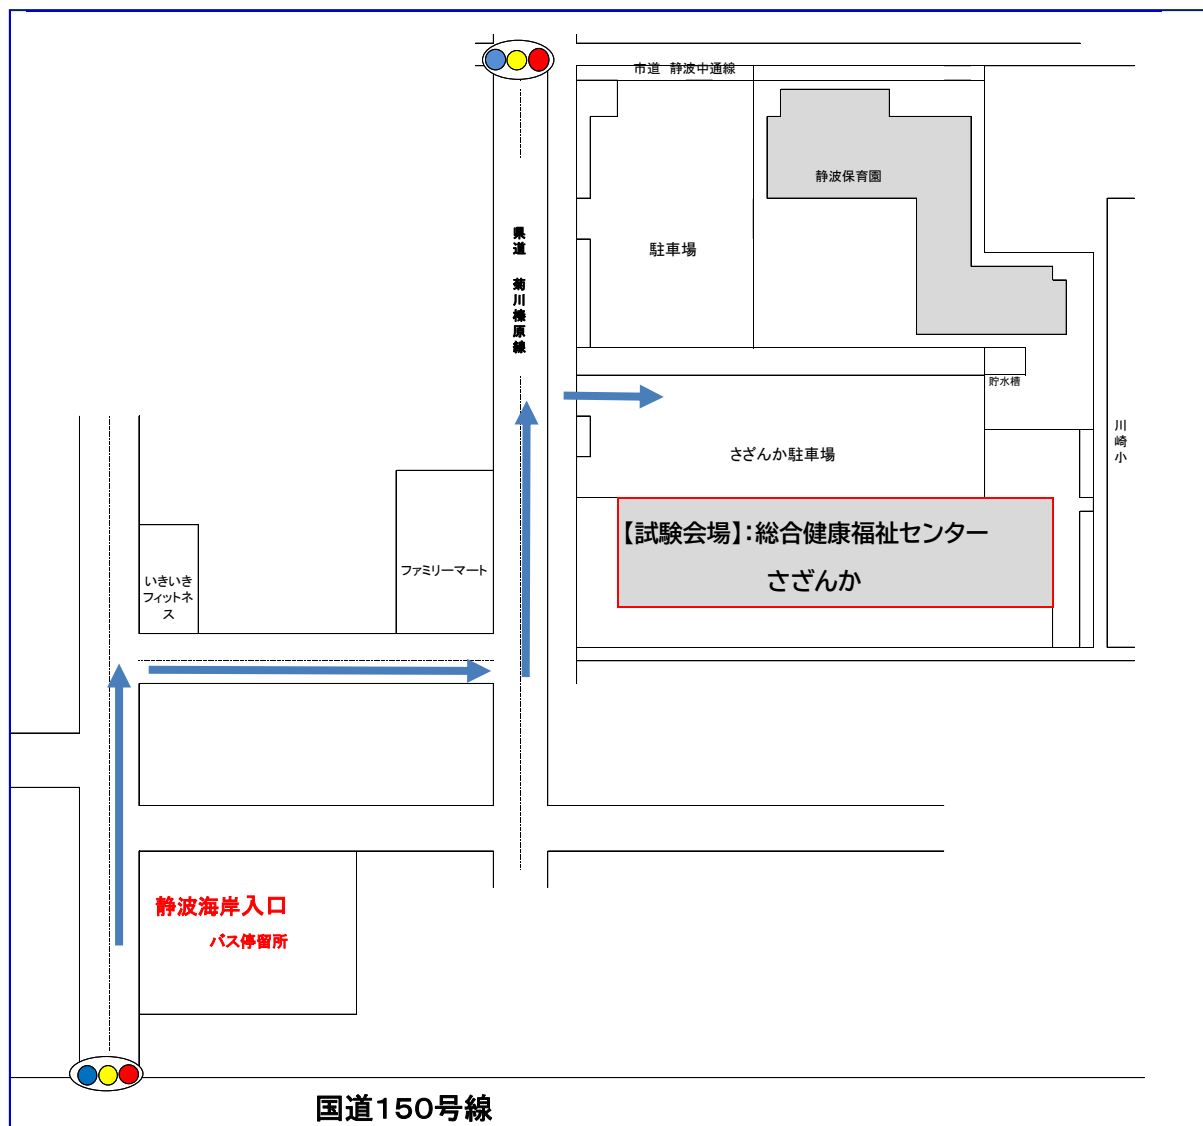 市道 静波中通線
静波保育園
県道 菊川榛原線
駐車場
貯水槽
川崎小
さざんか駐車場
【試験会場】：総合健康福祉センター
さざんか
ファミリーマート
いきいき
フィットネ
ス
静波海岸入口
バス停留所
国道150号線